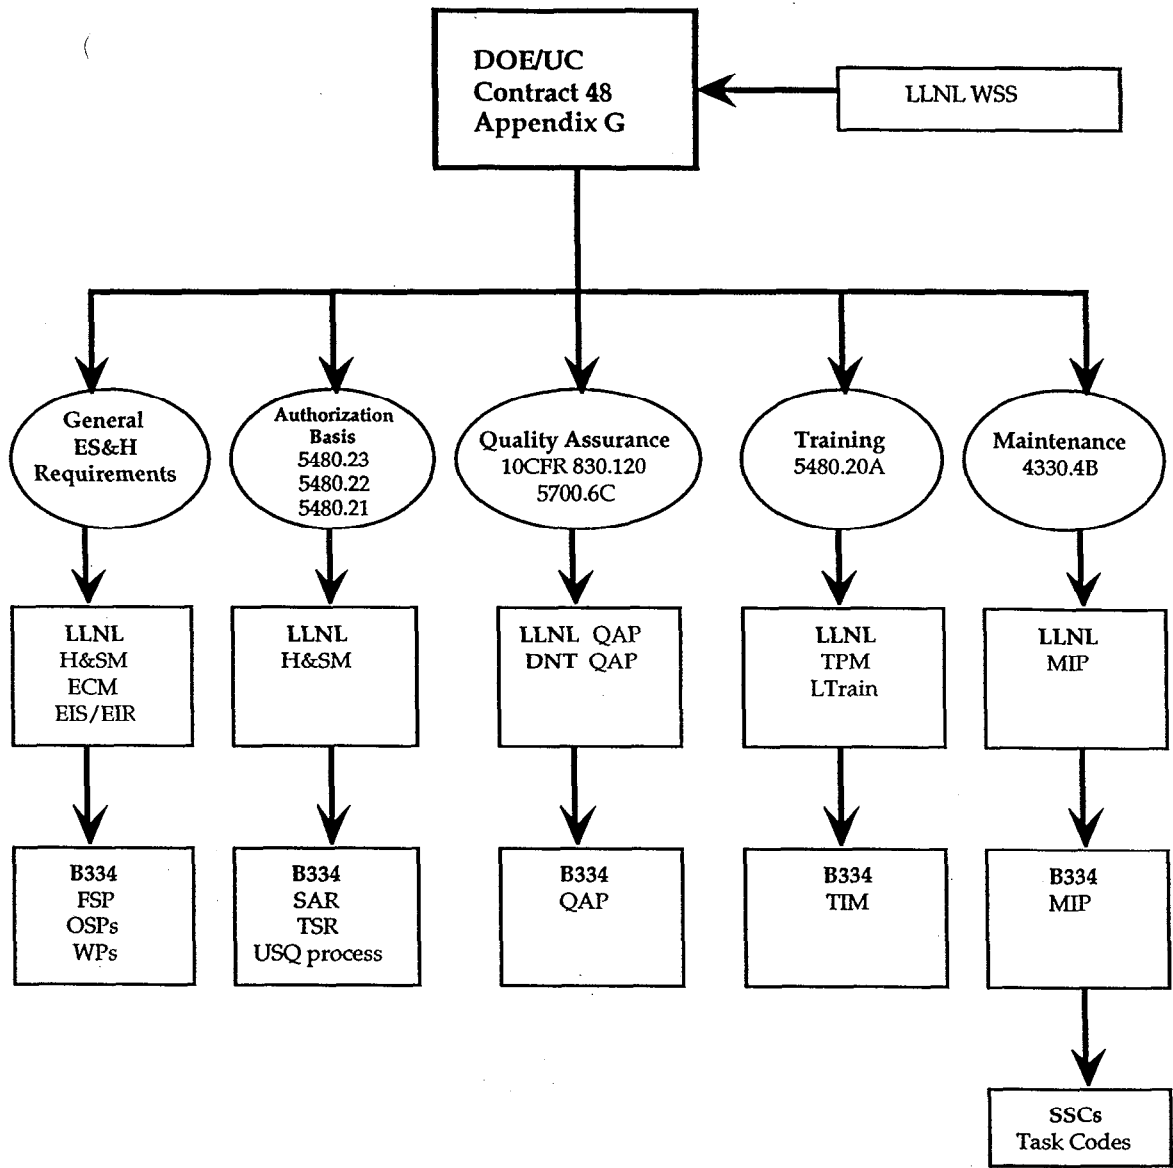 DOE/UC
Contract 48
Appendix G
LLNL WSS
General
ES&H
Requirements
Authorization
Basis
5480.23
5480.22
5480.21
Quality Assurance
10CFR 830.120
5700.6C
Training
5480.20A
Maintenance
4330.4B
LLNL
H&SM
ECM
EIS/EIR
LLNL
H&SM
LLNL QAP
DNT QAP
LLNL
TPM
LTrain
LLNL
MIP
B334
FSP
OSPs
WPs
B334
SAR
TSR
USQ process
B334
QAP
B334
TIM
B334
MIP
SSCs
Task Codes